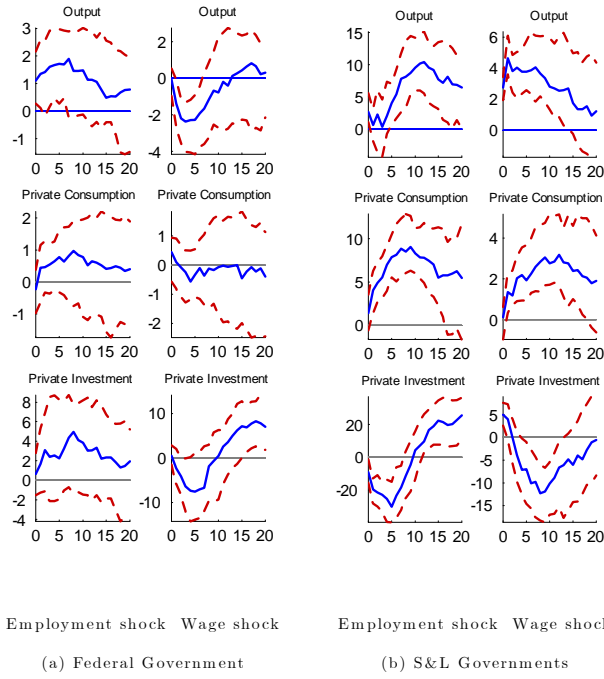 Output
3
2
1
0
-1
0 5 10 15 20
Output
2
0
-2
-4
0 5 10 15 20
Private Consumption
2
1
0
-1
0 5 10 15 20
Private Consumption
1
0
-1
-2
0 5 10 15 20
Private Investment
8
6
4
2
0
-2
-4
0 5 10 15 20
Private Investment
10
0
-10
0 5 10 15 20
Employment shock Wage shock
(a) Federal Government
Output
15
10
5
0
0 5 10 15 20
Output
6
4
2
0
0 5 10 15 20
Private Consumption
10
5
0
0 5 10 15 20
Private Consumption
4
2
0
0 5 10 15 20
Private Investment
20
0
-20
0 5 10 15 20
Private Investment
5
0
-5
-10
-15
0 5 10 15 20
Employment shock Wage shoc
(b) S&L Governments